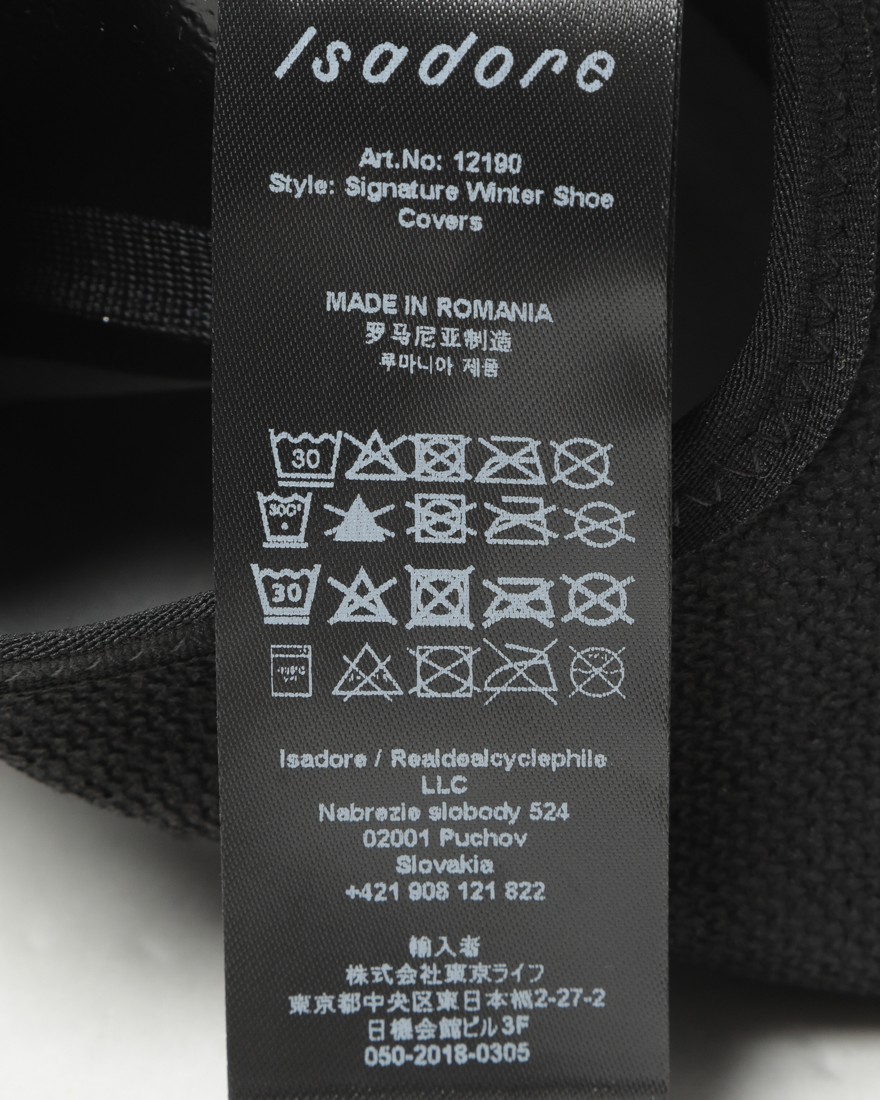 Isadore
Art.No: 12190
Style: Signature Winter Shoe
Covers
MADE IN ROMANIA
罗马尼亚制造
루마니아 제품
30
30
Isadore / Realdealcyclephile
LLC
Nabrezie slobody 524
02001 Puchov
Slovakia
+421 908 121 822
輸入者
株式会社東京ライフ
東京都中央区東日本橋2-27-2
日機会館ビル3F
050-2018-0305